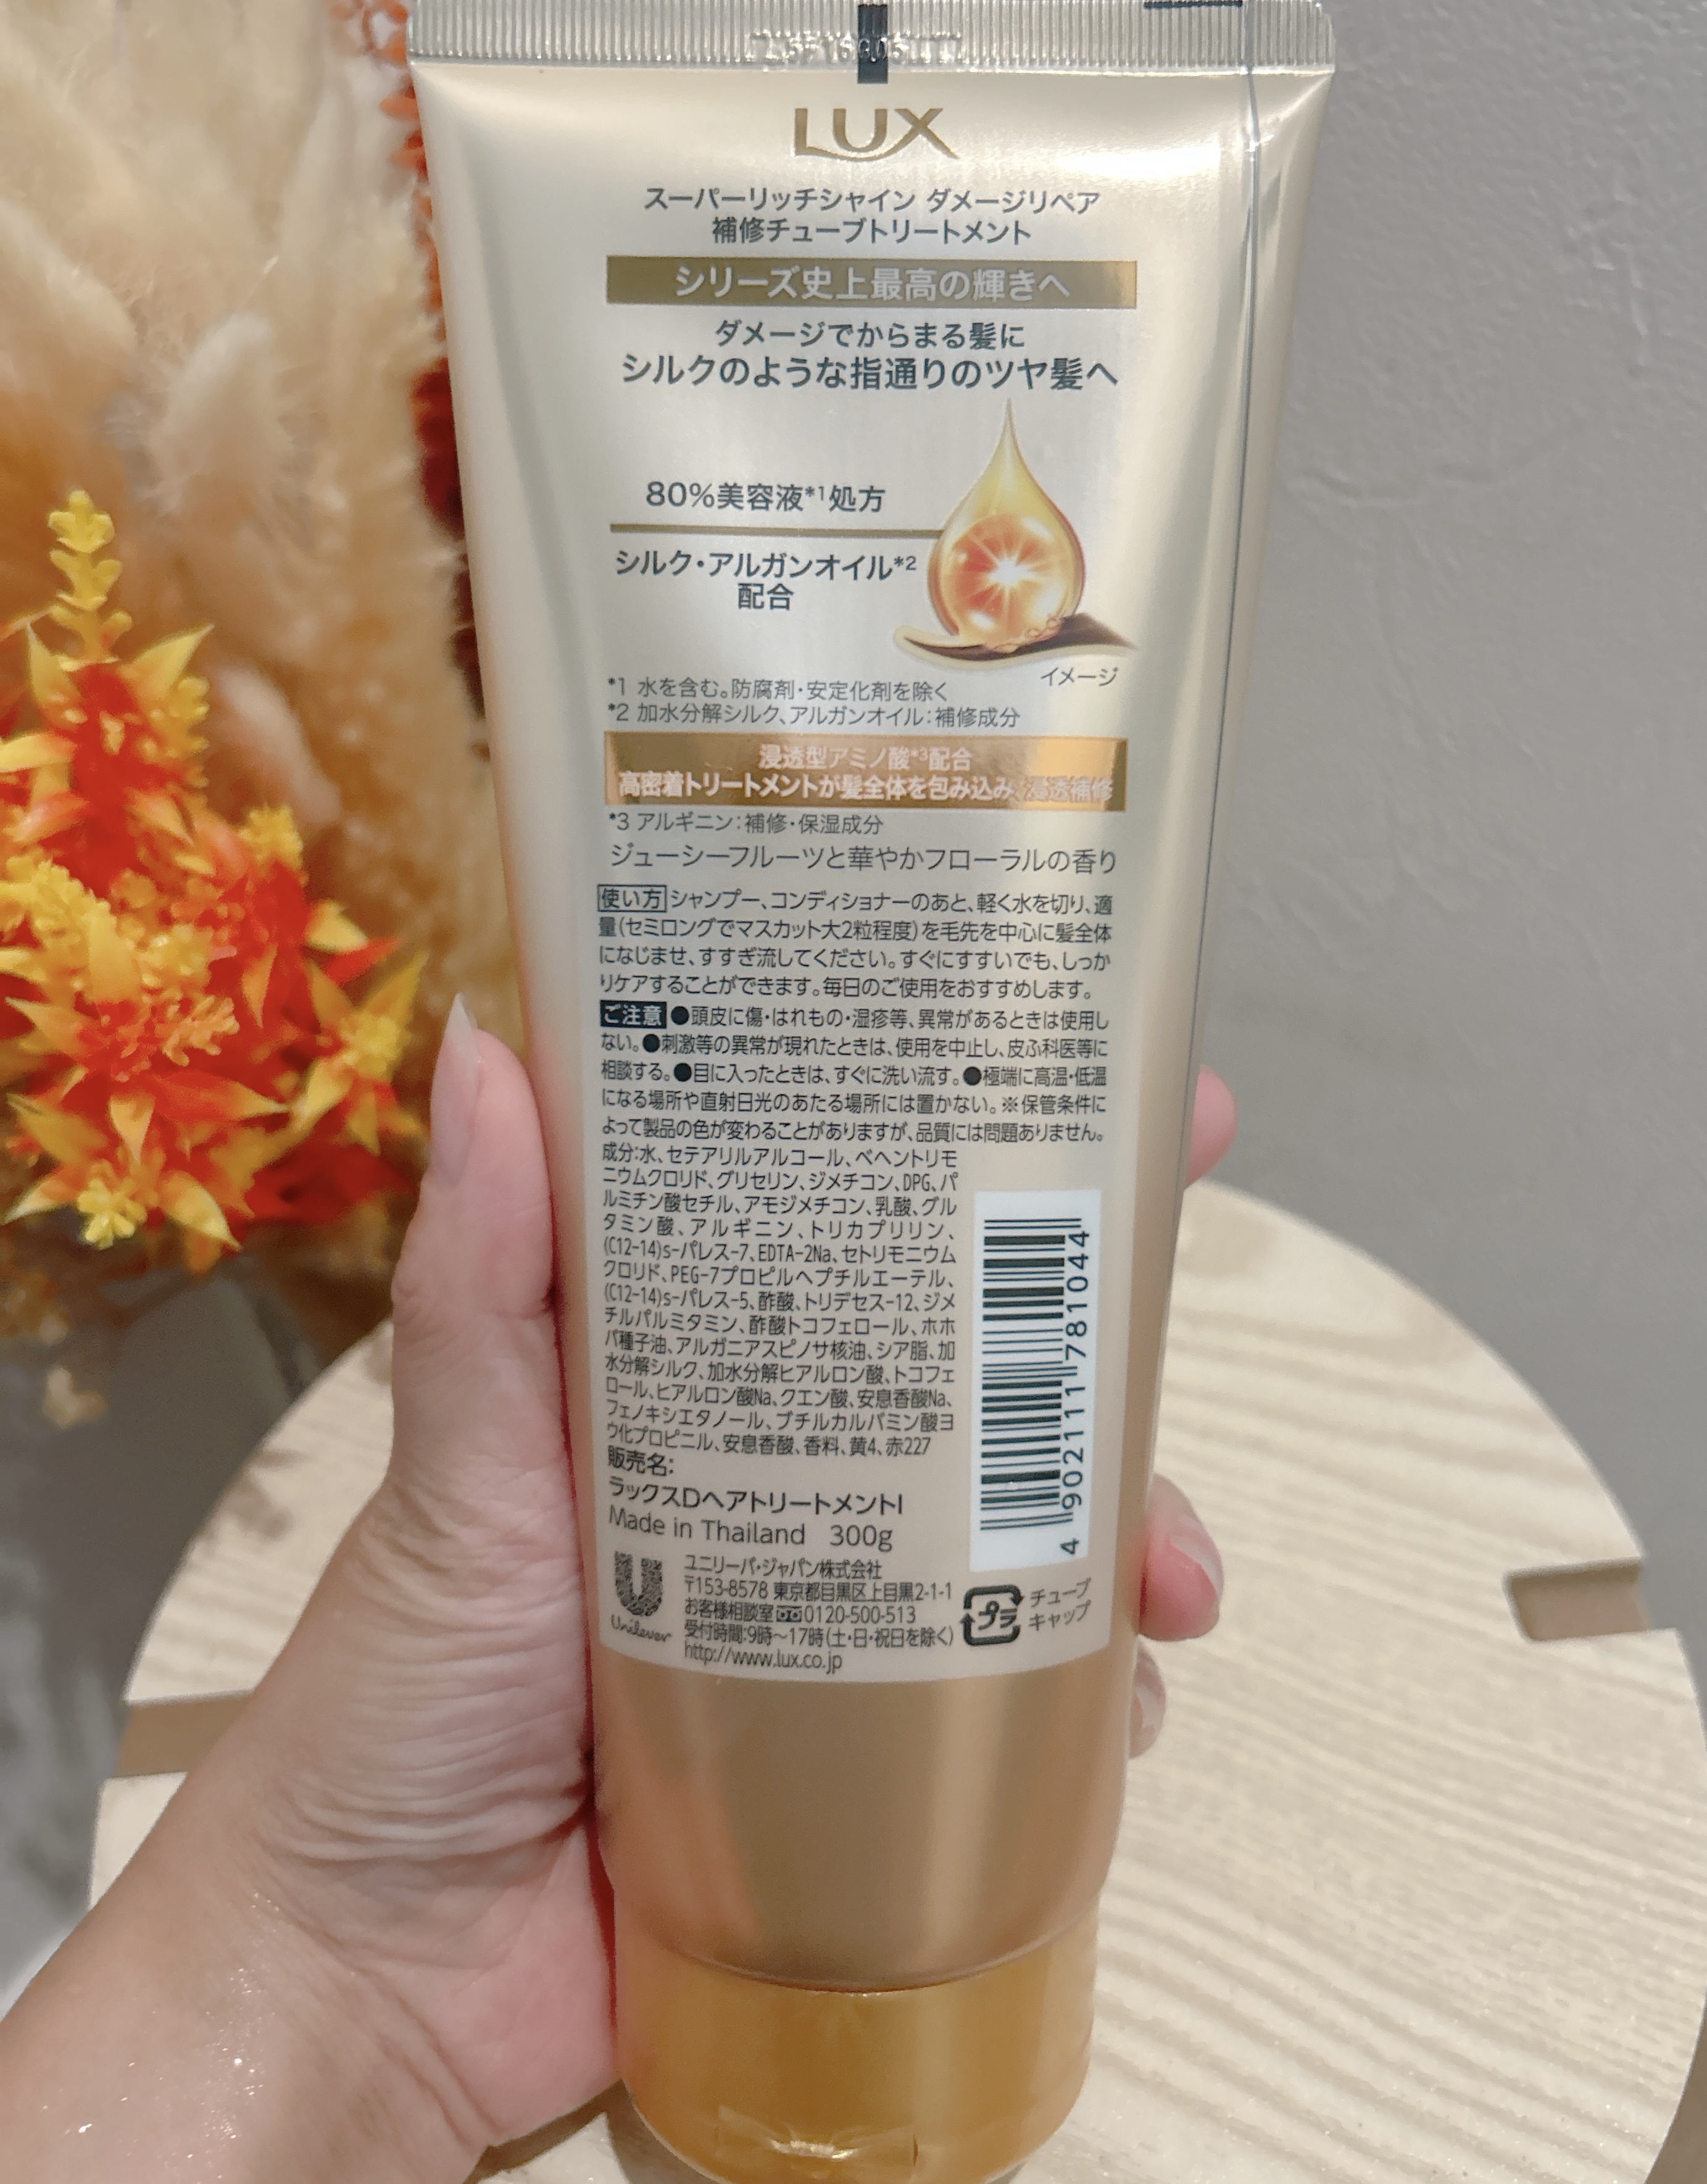 LUX
スーパーリッチシャイン ダメージリペア
補修チューブトリートメント
シリーズ史上最高の輝きへ
ダメージでからまる髪に
シルクのような指通りのツヤ髪へ
80%美容液*1処方
シルク・アルガンオイル*2
配合
イメージ
*1 水を含む。防腐剤・安定化剤を除く
*2 加水分解シルク、アルガンオイル：補修成分
浸透型アミノ酸*3配合
高密着トリートメントが髪全体を包み込み、浸透補修
*3 アルギニン：補修・保湿成分
ジューシーフルーツと華やかフローラルの香り
使い方 シャンプー、コンディショナーのあと、軽く水を切り、適
量(セミロングでマスカット大2粒程度)を毛先を中心に髪全体
になじませ、すすぎ流してください。すぐにすすいでも、しっか
りケアすることができます。毎日のご使用をおすすめします。
ご注意 ●頭皮に傷・はれもの・湿疹等、異常があるときは使用し
ない。●刺激等の異常が現れたときは、使用を中止し、皮ふ科医等に
相談する。●目に入ったときは、すぐに洗い流す。●極端に高温・低温
になる場所や直射日光のあたる場所には置かない。※保管条件に
よって製品の色が変わることがありますが、品質には問題ありません。
成分:水、セテアリルアルコール、ベヘントリモ
ニウムクロリド、グリセリン、ジメチコン、DPG、パ
ルミチン酸セチル、アモジメチコン、乳酸、グル
タミン酸、アルギニン、トリカプリリン、
(C12-14)s-パレス-7、EDTA-2Na、セトリモニウム
クロリド、PEG-7プロピルヘプチルエーテル、
(C12-14)s-パレス-5、酢酸、トリデセス-12、ジメ
チルパルミタミン、酢酸トコフェロール、ホホ
バ種子油、アルガニアスピノサ核油、シア脂、加
水分解シルク、加水分解ヒアルロン酸、トコフェ
ロール、ヒアルロン酸Na、クエン酸、安息香酸Na、
フェノキシエタノール、ブチルカルバミン酸ヨ
ウ化プロピニル、安息香酸、香料、黄4、赤227
販売名:
ラックスDヘアトリートメントI
Made in Thailand 300g
4 902111 781044
Unilever
ユニリーバ・ジャパン株式会社
〒153-8578 東京都目黒区上目黒2-1-1
お客様相談室 0120-500-513
受付時間:9時～17時(土・日・祝日を除く)
http://www.lux.co.jp
プラ
チューブ
キャップ